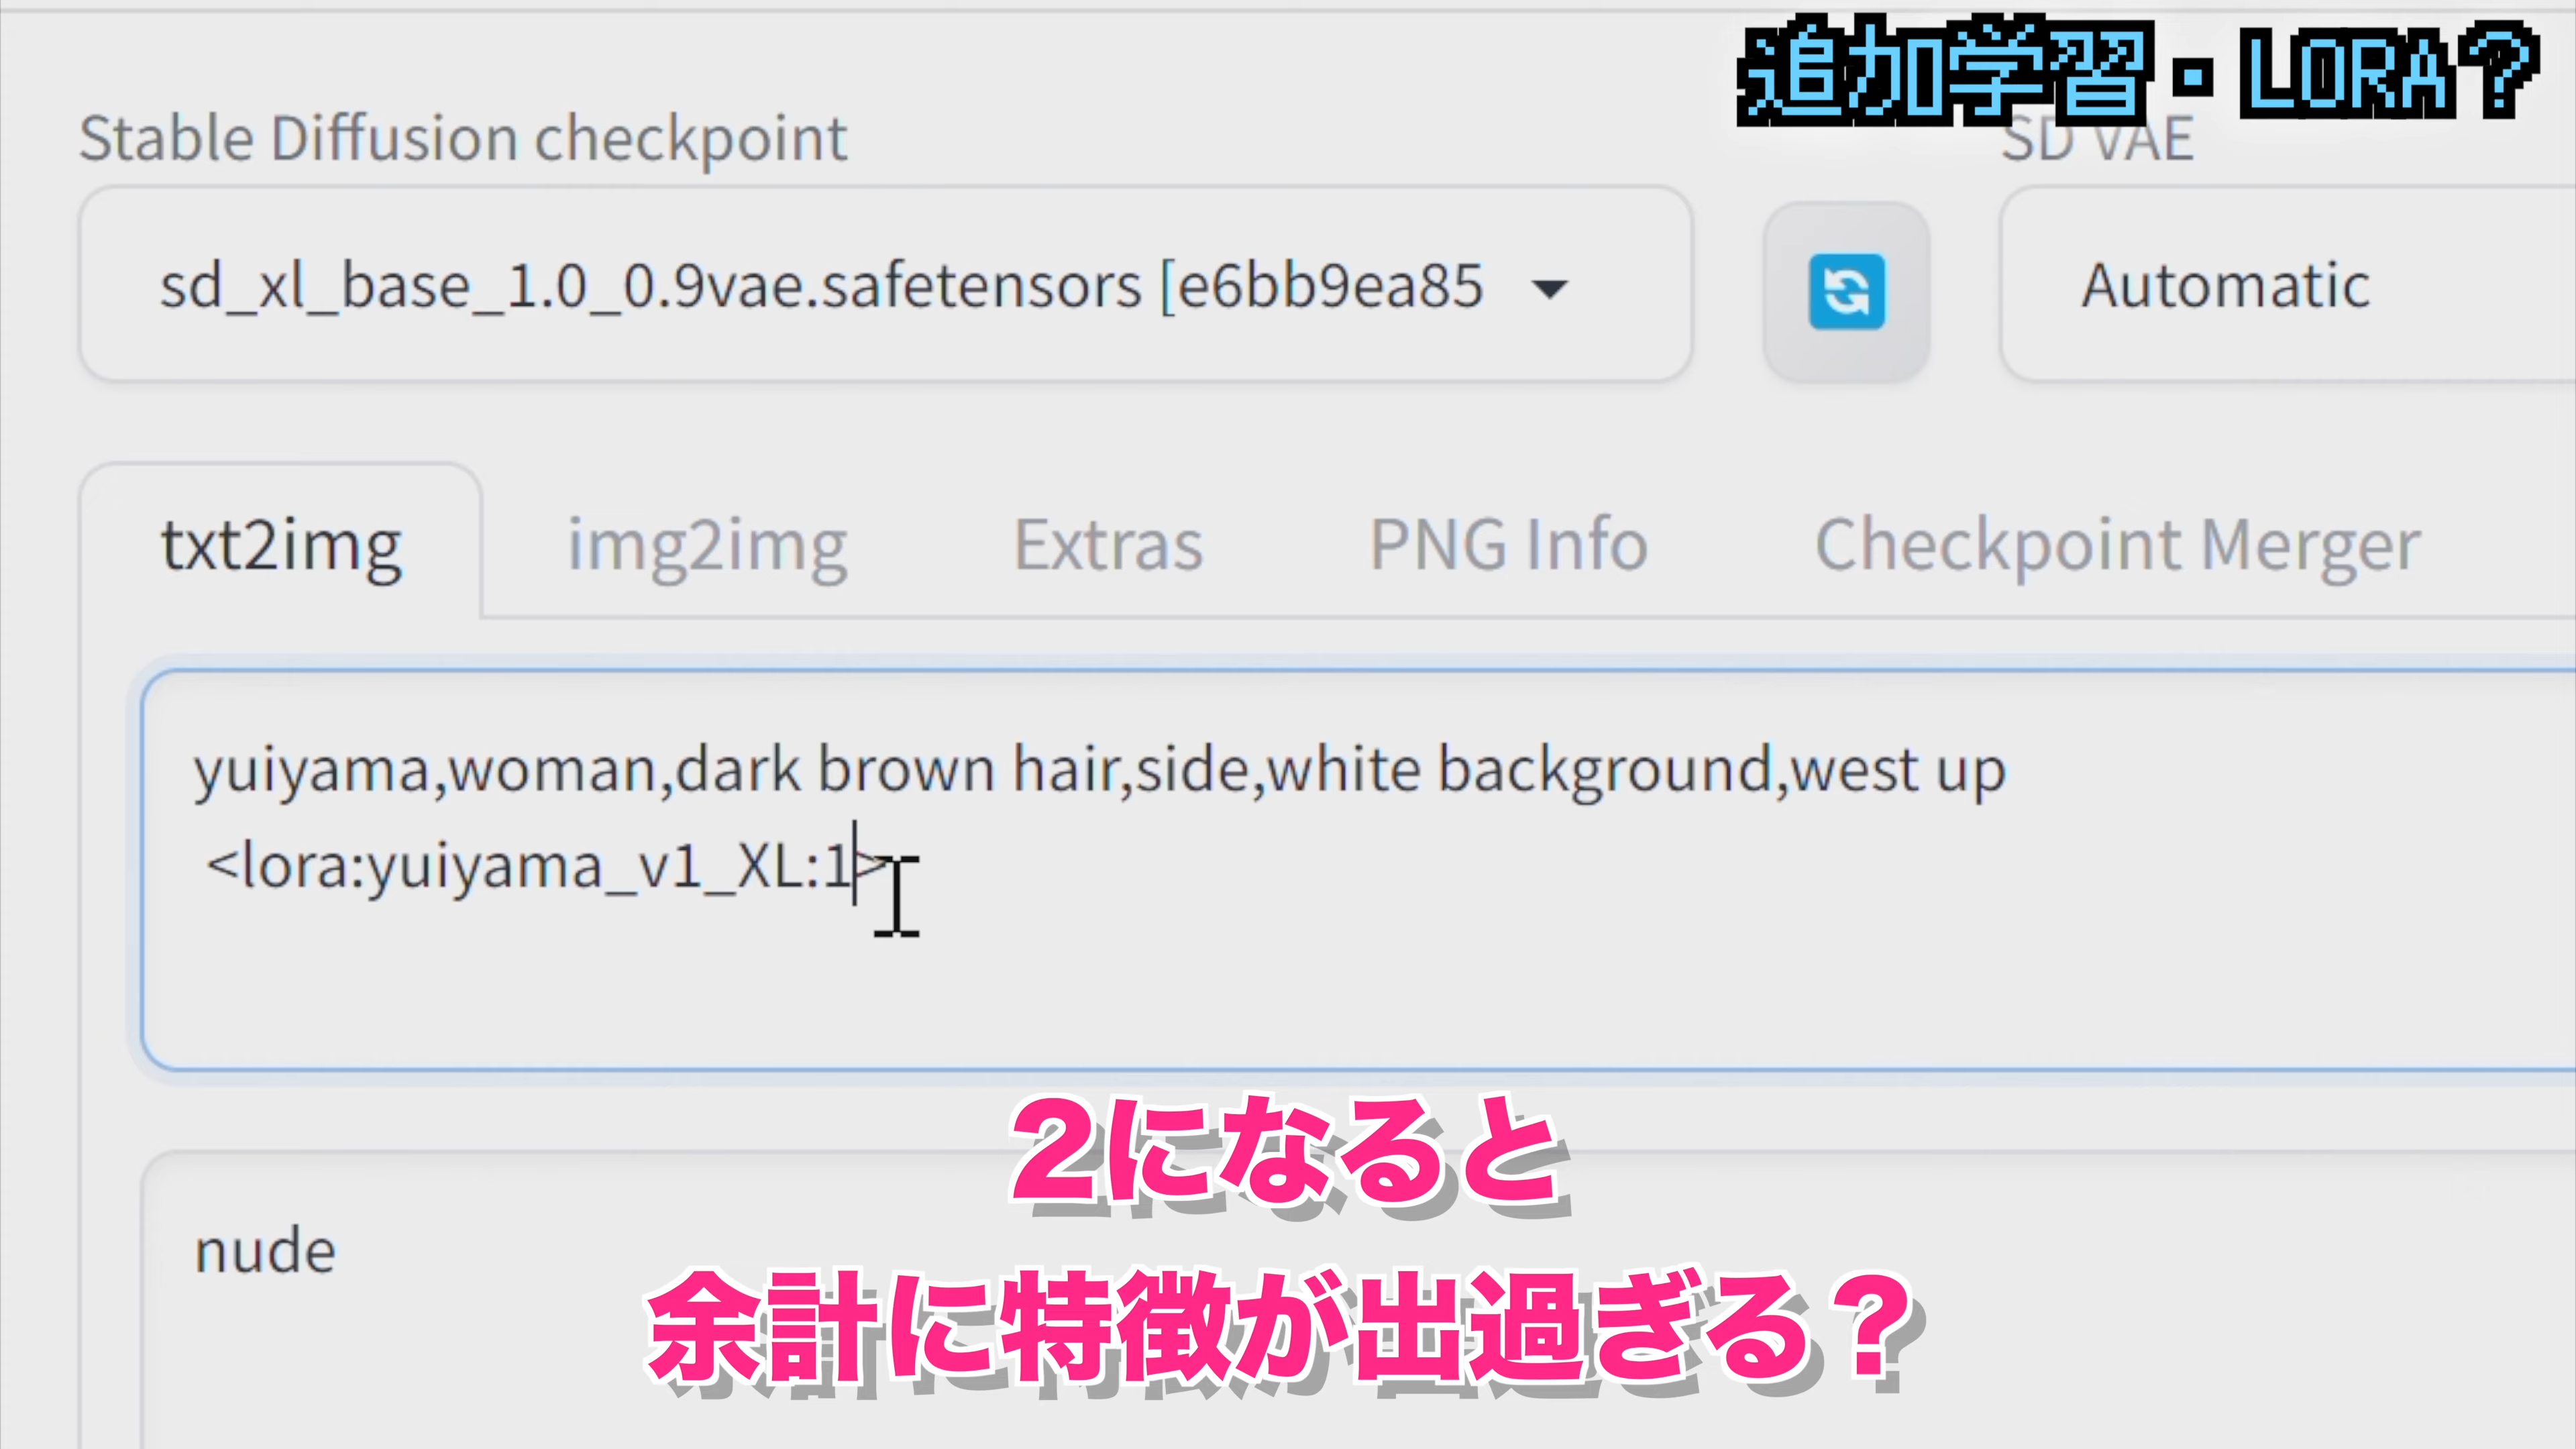 追加学習・LORA？
Stable Diffusion checkpoint
SD VAE
sd_xl_base_1.0_0.9vae.safetensors [e6bb9ea85
Automatic
txt2img img2img Extras PNG Info Checkpoint Merger
yuiyama,woman,dark brown hair,side,white background,west up
<lora:yuiyama_v1_XL:1>
nude
2になると
余計に特徴が出過ぎる？